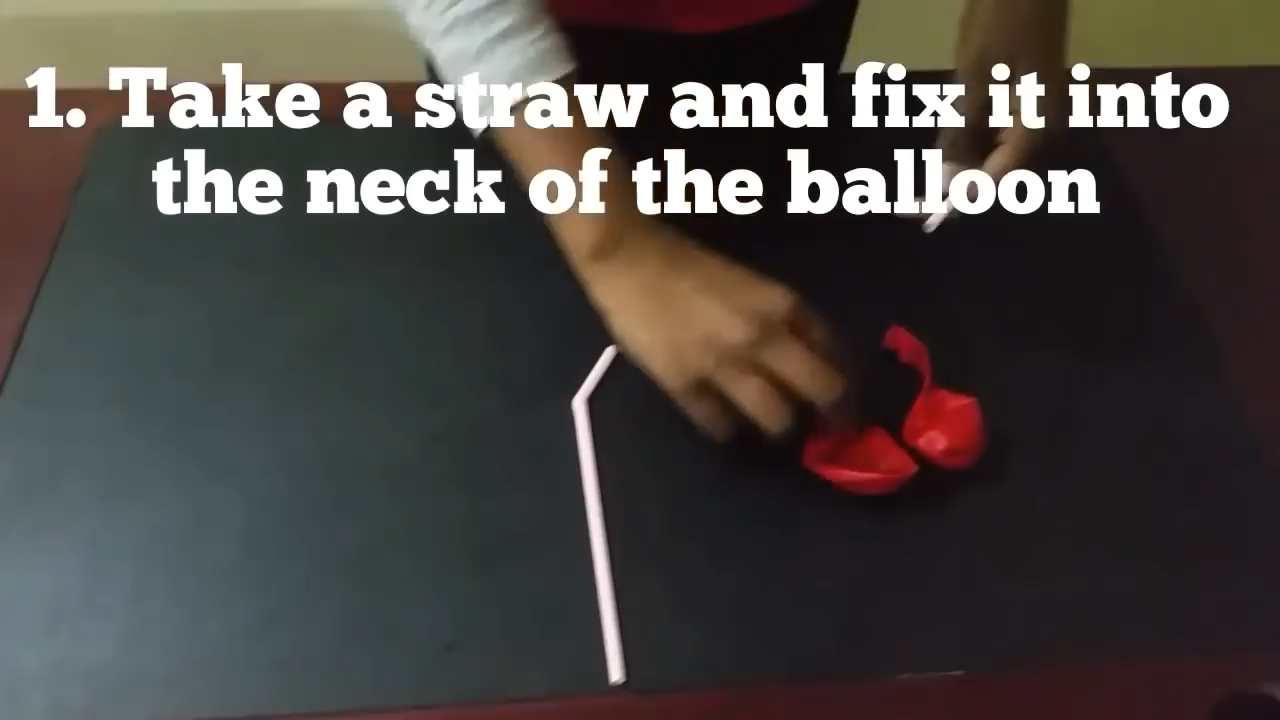 1. Take a straw and fix it into
the neck of the balloon